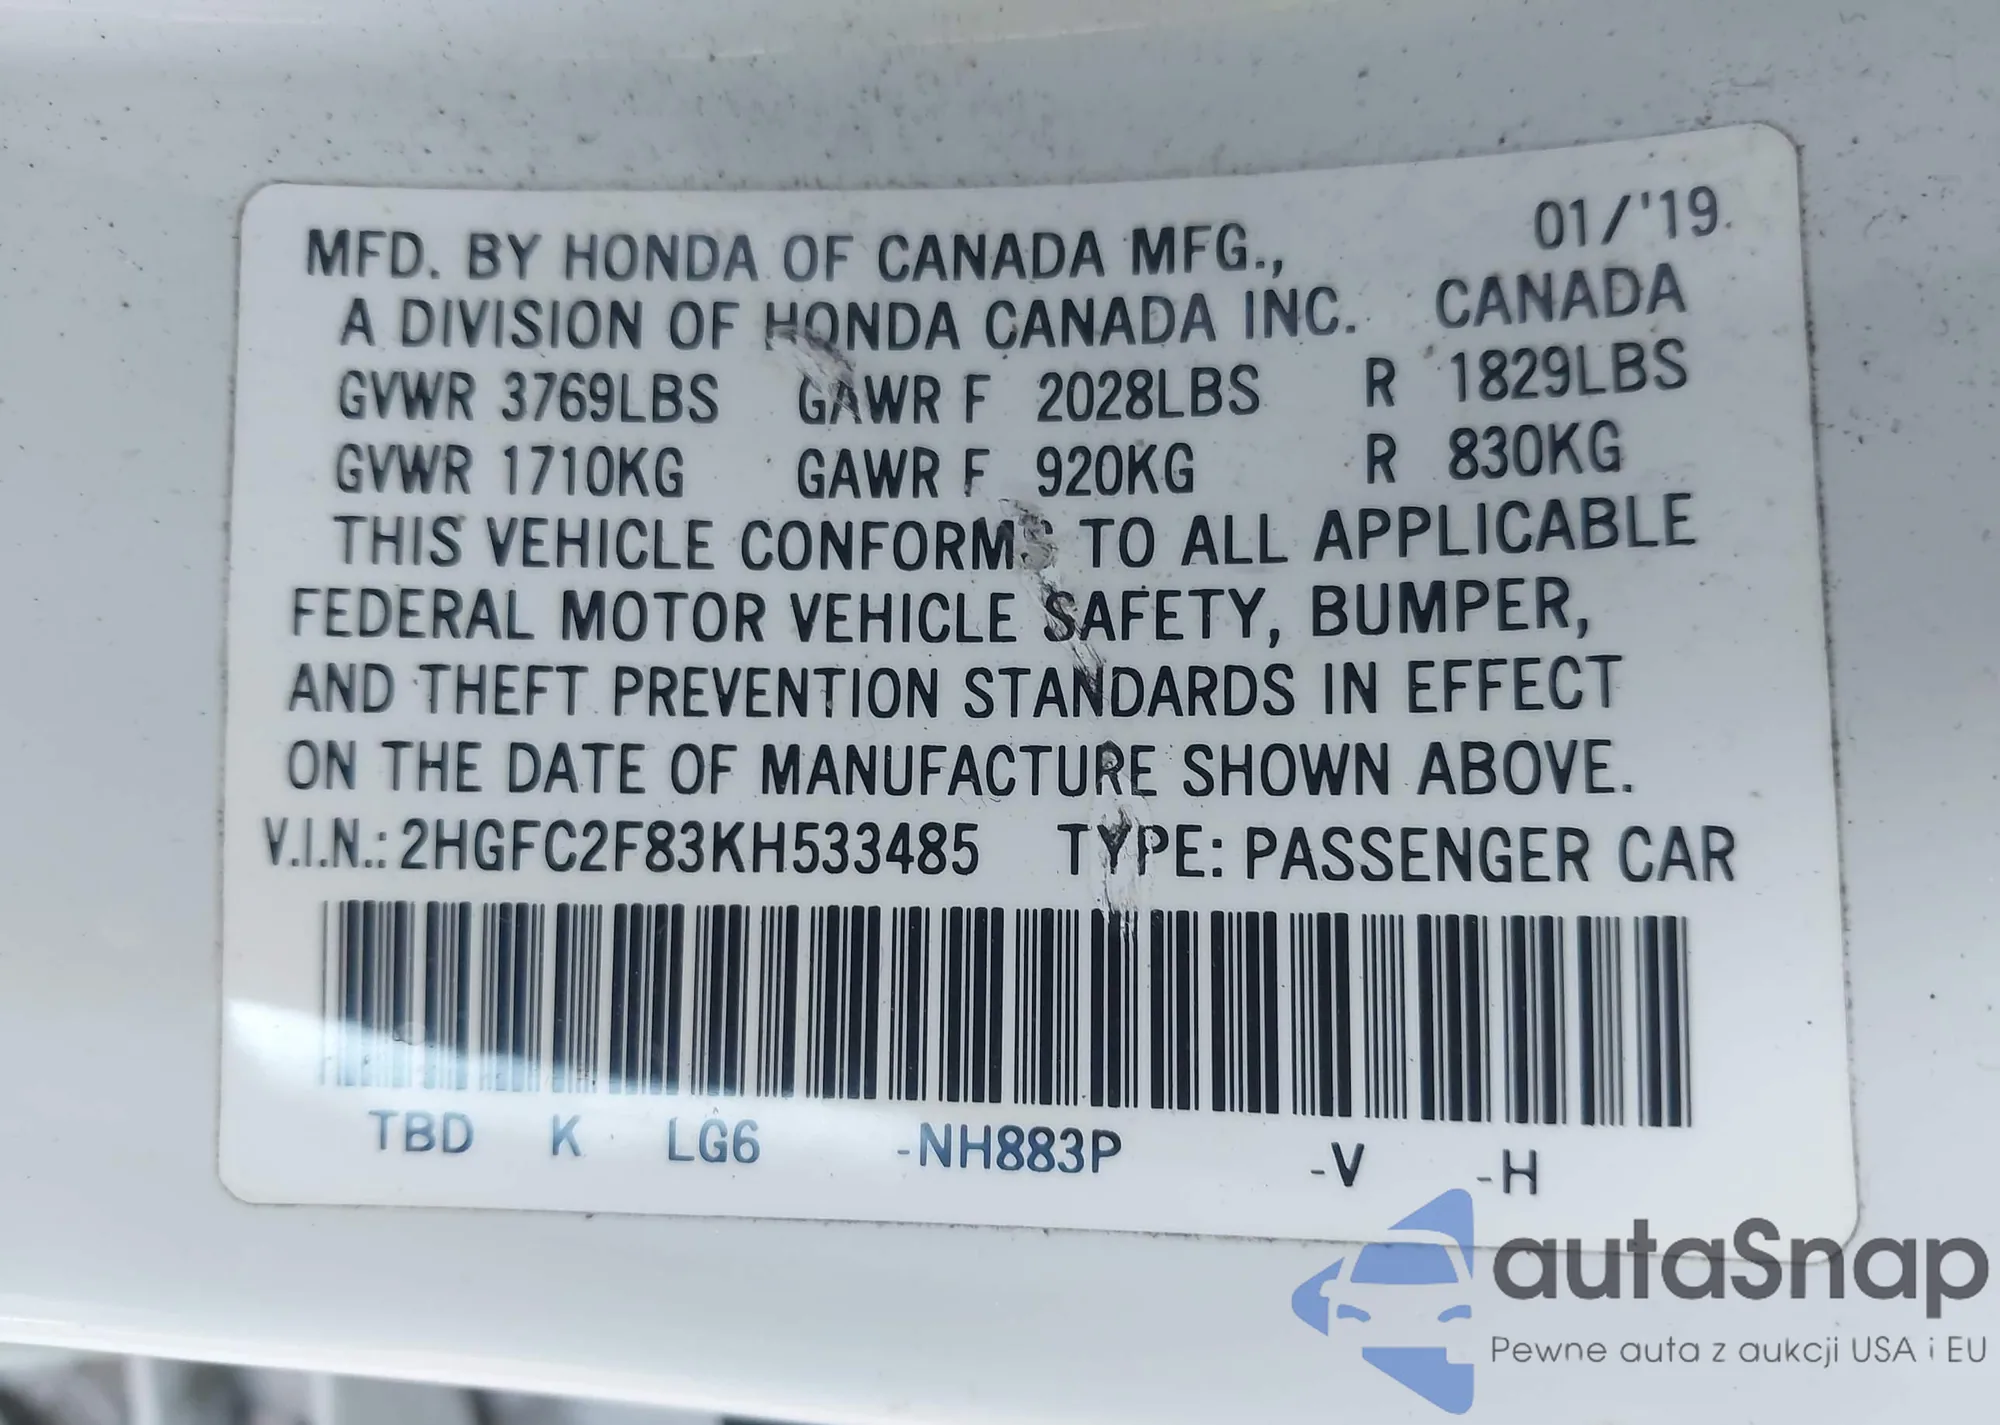 01/'19
MFD. BY HONDA OF CANADA MFG.,
A DIVISION OF HONDA CANADA INC. CANADA
GVWR 3769LBS GAWR F 2028LBS R 1829LBS
GVWR 1710KG GAWR F 920KG R 830KG
THIS VEHICLE CONFORMS TO ALL APPLICABLE
FEDERAL MOTOR VEHICLE SAFETY, BUMPER,
AND THEFT PREVENTION STANDARDS IN EFFECT
ON THE DATE OF MANUFACTURE SHOWN ABOVE.
V.I.N.: 2HGFC2F83KH533485 TYPE: PASSENGER CAR
TBD K LG6 -NH883P -V -H
autaSnap
Pewne auta z aukcji USA i EU